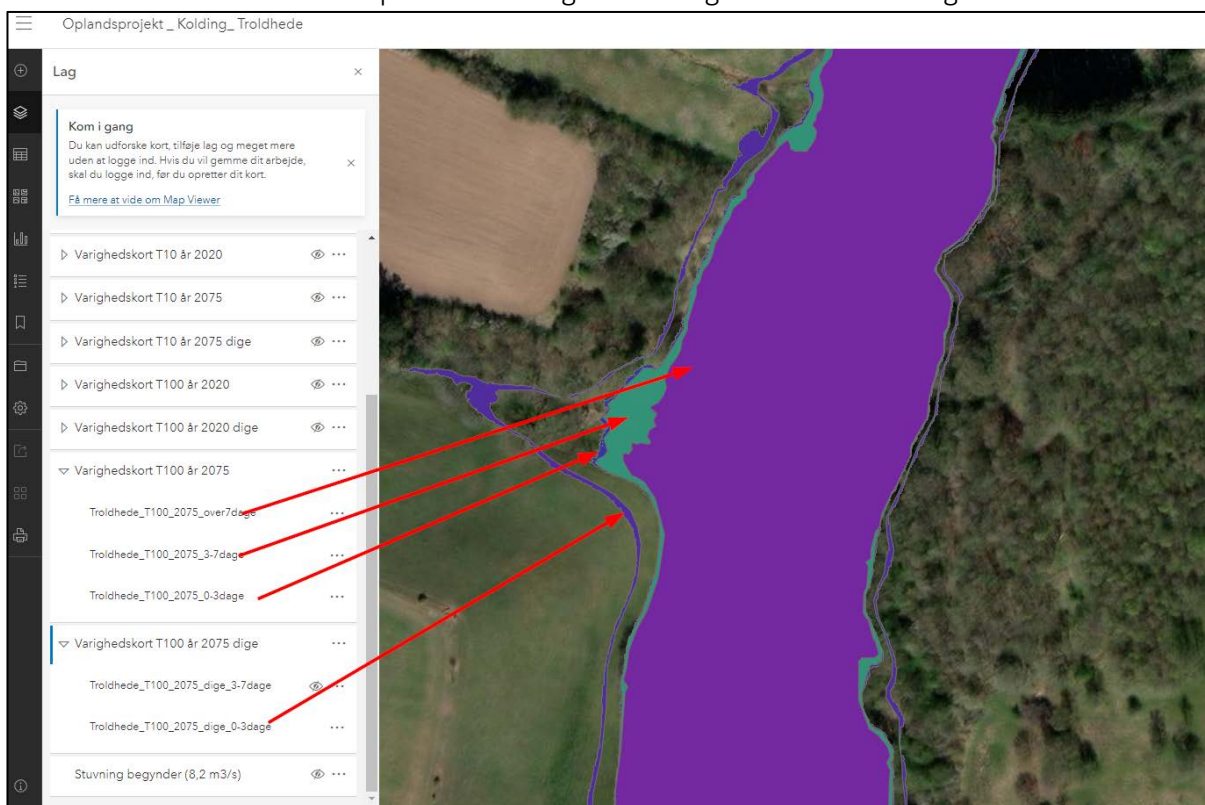 Oplandsprojekt _ Kolding_ Troldhede
Lag
Kom i gang
Du kan udforske kort, tilføje lag og meget mere
uden at logge ind. Hvis du vil gemme dit arbejde,
skal du logge ind, før du opretter dit kort.
Få mere at vide om Map Viewer
Varighedskort T10 år 2020
Varighedskort T10 år 2075
Varighedskort T10 år 2075 dige
Varighedskort T100 år 2020
Varighedskort T100 år 2020 dige
Varighedskort T100 år 2075
Troldhede_T100_2075_over7dage
Troldhede_T100_2075_3-7dage
Troldhede_T100_2075_0-3dage
Varighedskort T100 år 2075 dige
Troldhede_T100_2075_dige_3-7dage
Troldhede_T100_2075_dige_0-3dage
Stuvning begynder (8,2 m3/s)